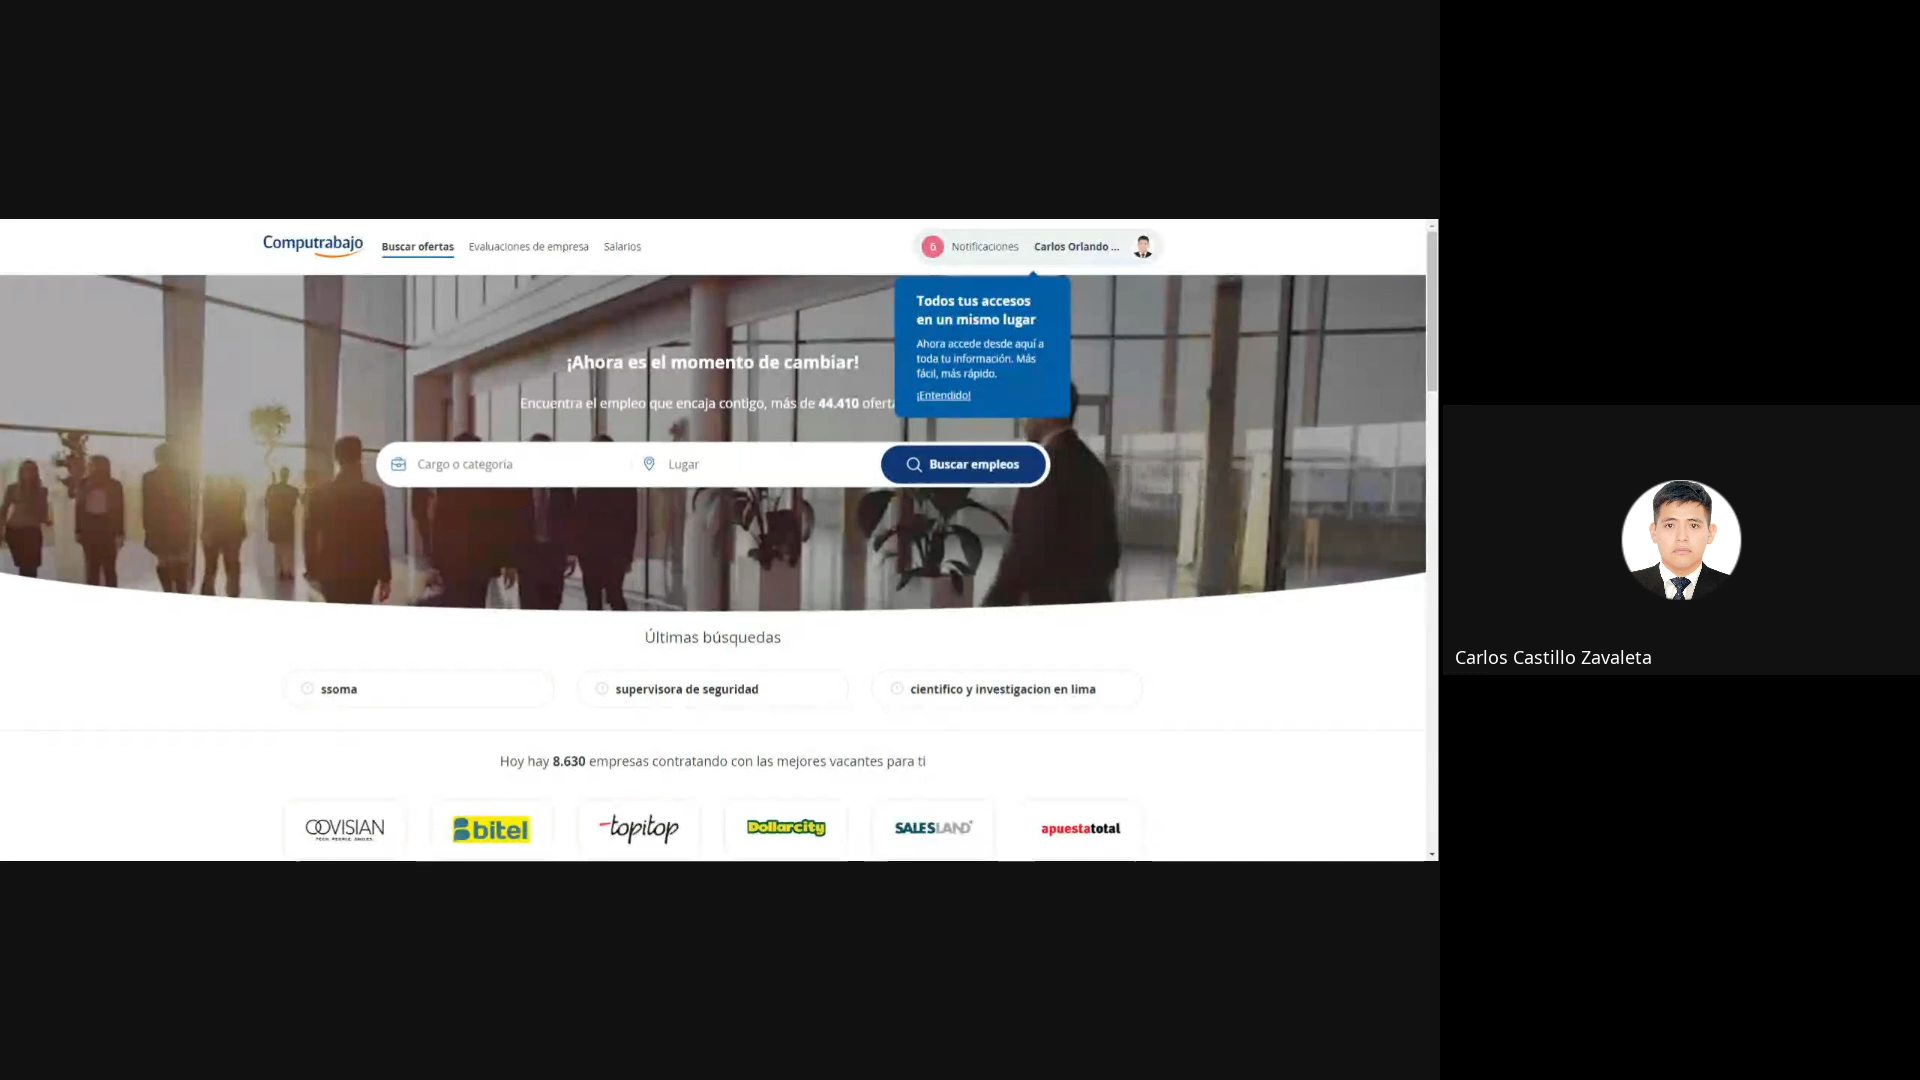 Computrabajo
Buscar ofertas
Evaluaciones de empresa
Salarios
6
Notificaciones
Carlos Orlando ...
Todos tus accesos
en un mismo lugar
Ahora accede desde aquí a
toda tu información. Más
fácil, más rápido.
¡Entendido!
¡Ahora es el momento de cambiar!
Encuentra el empleo que encaja contigo, más de 44.410 oferta
Cargo o categoría
Lugar
Buscar empleos
Últimas búsquedas
ssoma
supervisora de seguridad
cientifico y investigacion en lima
Hoy hay 8.630 empresas contratando con las mejores vacantes para ti
COVISIAN
TECH. PEOPLE. SMILES.
bitel
topitop
Dollarcity
SALESLAND
apuestatotal
Carlos Castillo Zavaleta